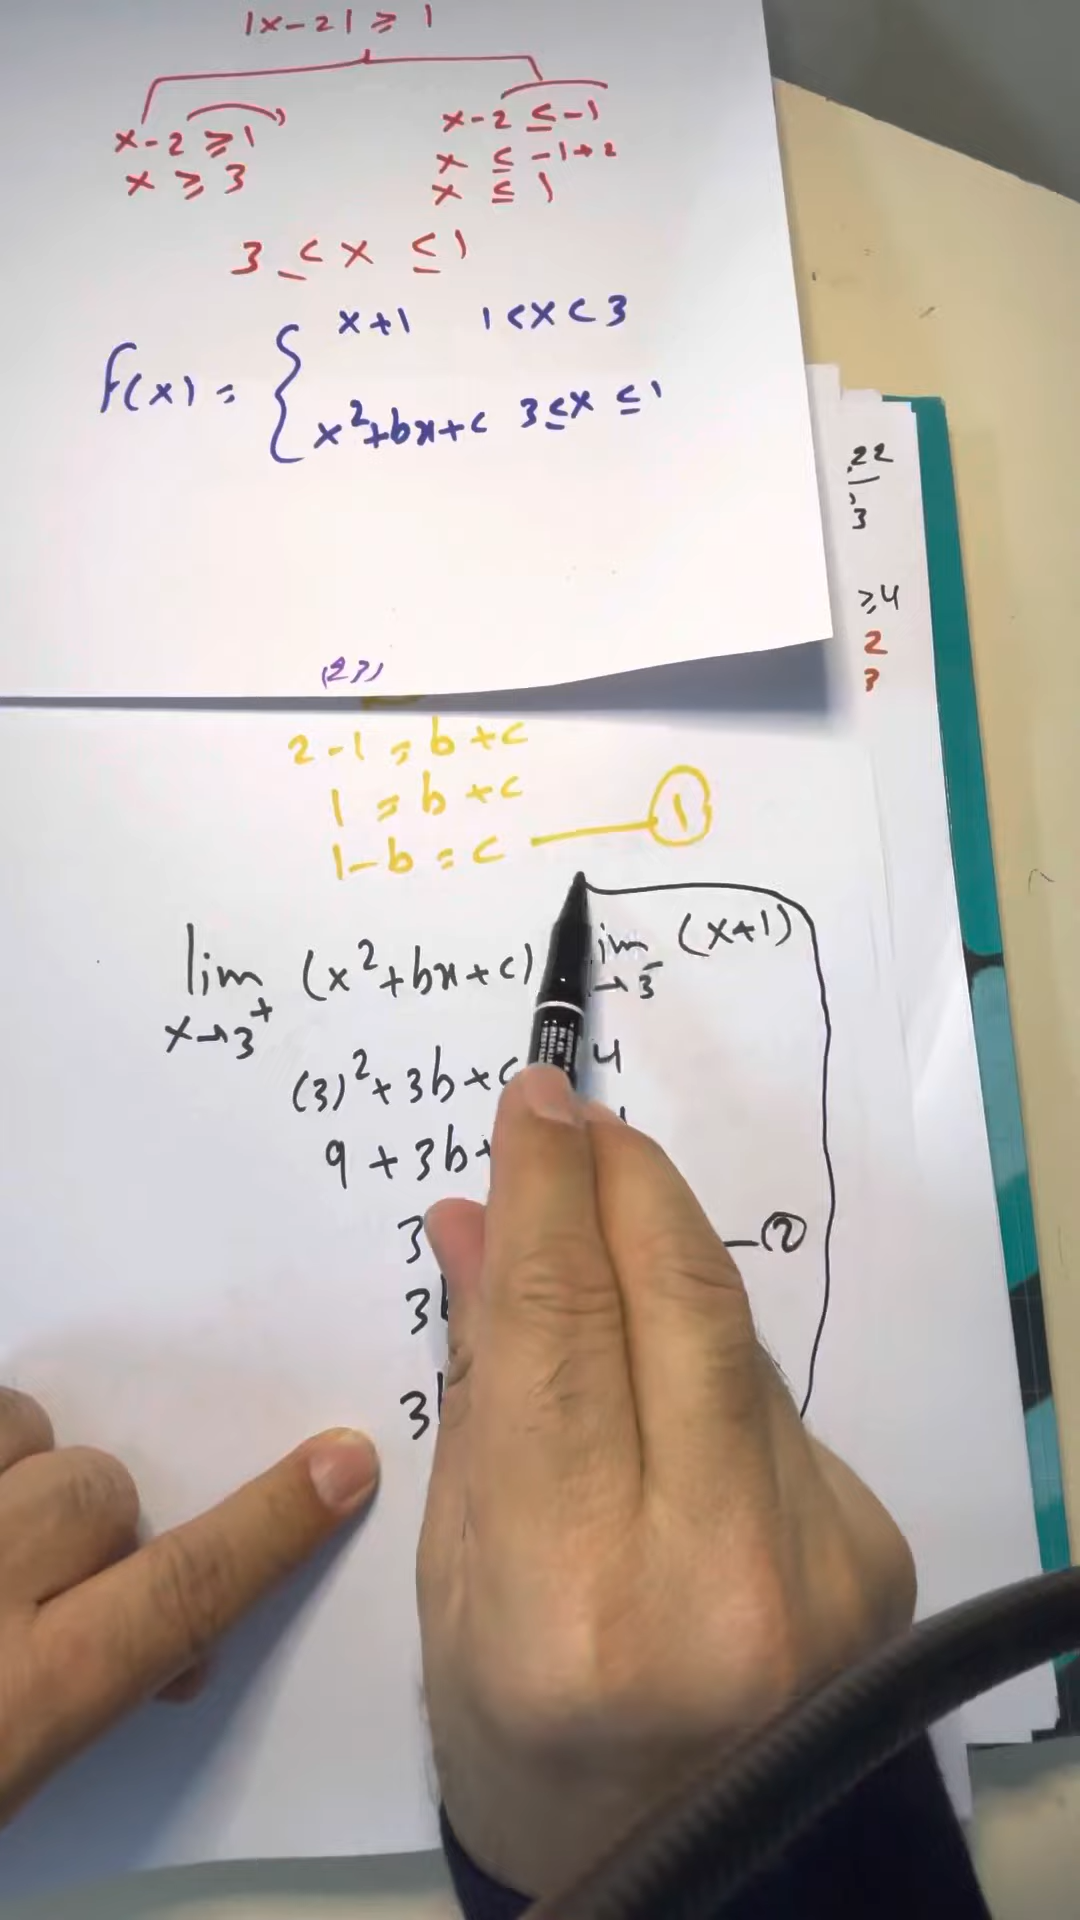 |x-2| ⩾ 1
x-2 ⩾ 1
x ⩾ 3
x-2 ≤ -1
x ≤ -1+2
x ≤ 1
3 ≤ x ≤ 1
f(x) = { x+1 1<x<3
x²+bx+c 3≤x≤1
22
3
⩾4
2
3
(2,3)
2-1 = b+c
1 = b+c
1-b = c — ①
lim x→3⁺ (x²+bx+c) lim →3⁻ (x+1)
(3)²+3b+c 4
9+3b+
3 — ②
3b
3b